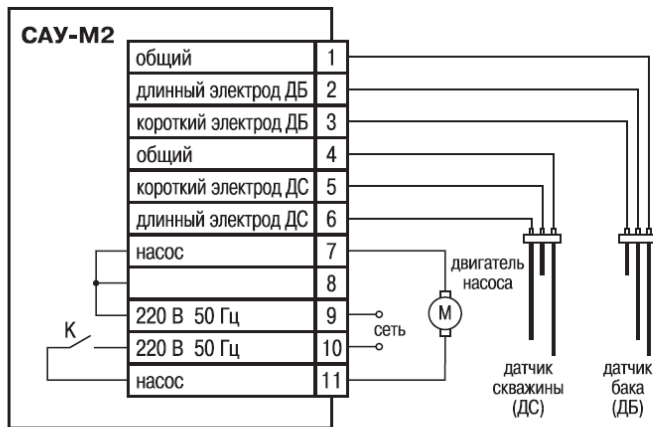 САУ-М2
общий 1
длинный электрод ДБ 2
короткий электрод ДБ 3
общий 4
короткий электрод ДС 5
длинный электрод ДС 6
насос 7
8
220 В 50 Гц 9
220 В 50 Гц 10
насос 11
К
сеть
двигатель
насоса
М
датчик
скважины
(ДС)
датчик
бака
(ДБ)